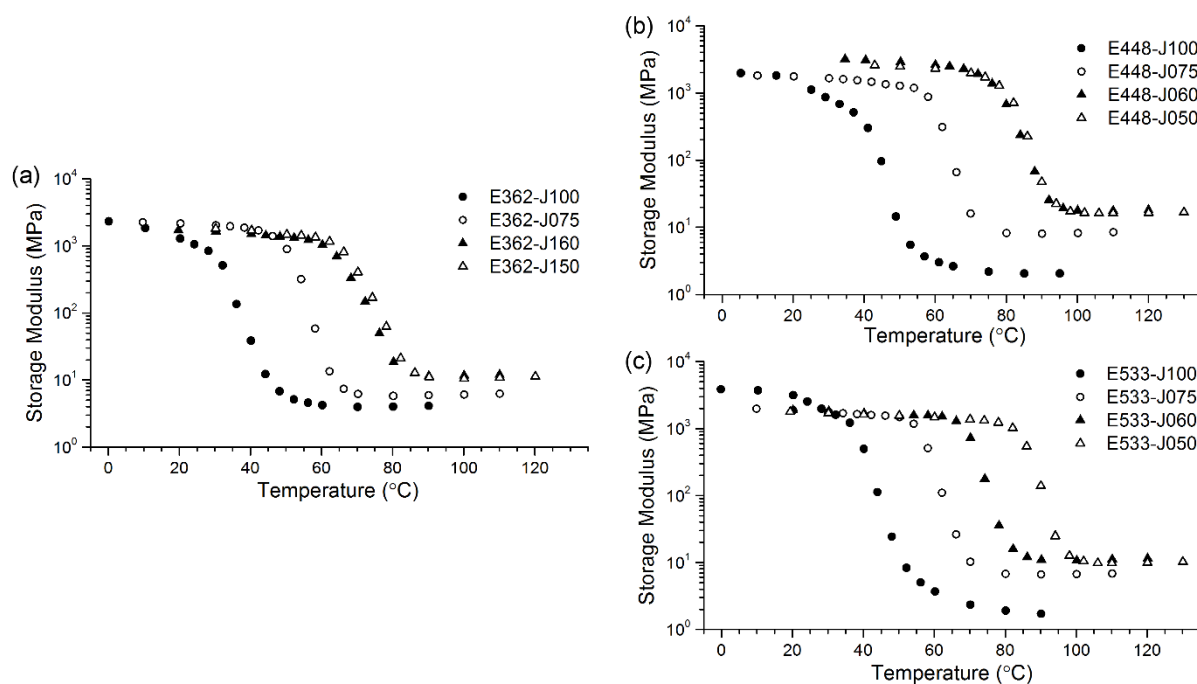 (a)
Storage Modulus (MPa)
10⁴
10³
10²
10¹
10⁰
E362-J100
E362-J075
E362-J160
E362-J150
0 20 40 60 80 100 120
Temperature (°C)
(b)
Storage Modulus (MPa)
10⁴
10³
10²
10¹
10⁰
E448-J100
E448-J075
E448-J060
E448-J050
0 20 40 60 80 100 120
Temperature (°C)
(c)
Storage Modulus (MPa)
10⁴
10³
10²
10¹
10⁰
E533-J100
E533-J075
E533-J060
E533-J050
0 20 40 60 80 100 120
Temperature (°C)